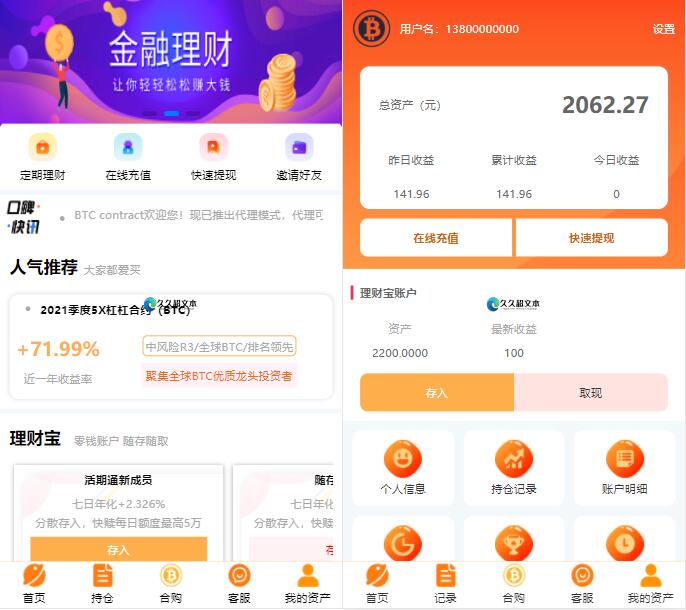 金融理财
让你轻轻松松赚大钱
定期理财
在线充值
快速提现
邀请好友
口碑
快讯
BTC contract欢迎您！现已推出代理模式，代理可
人气推荐 大家都爱买
2021季度5X杠杠合约（BTC）
久久超文本
+71.99%
近一年收益率
中风险R3/全球BTC/排名领先
聚集全球BTC优质龙头投资者
理财宝 零钱账户 随存随取
活期逼新成员
七日年化+2.326%
分散存入，快赎每日额度最高5万
存入
随存
七日年
分散存入，快赎
首页
持仓
合购
客服
我的资产
用户名：13800000000
设置
总资产（元）
2062.27
昨日收益
累计收益
今日收益
141.96
141.96
0
在线充值
快速提现
理财宝账户
久久超文本
资产
最新收益
2200.0000
100
存入
取现
个人信息
持仓记录
账户明细
首页
记录
合购
客服
我的资产